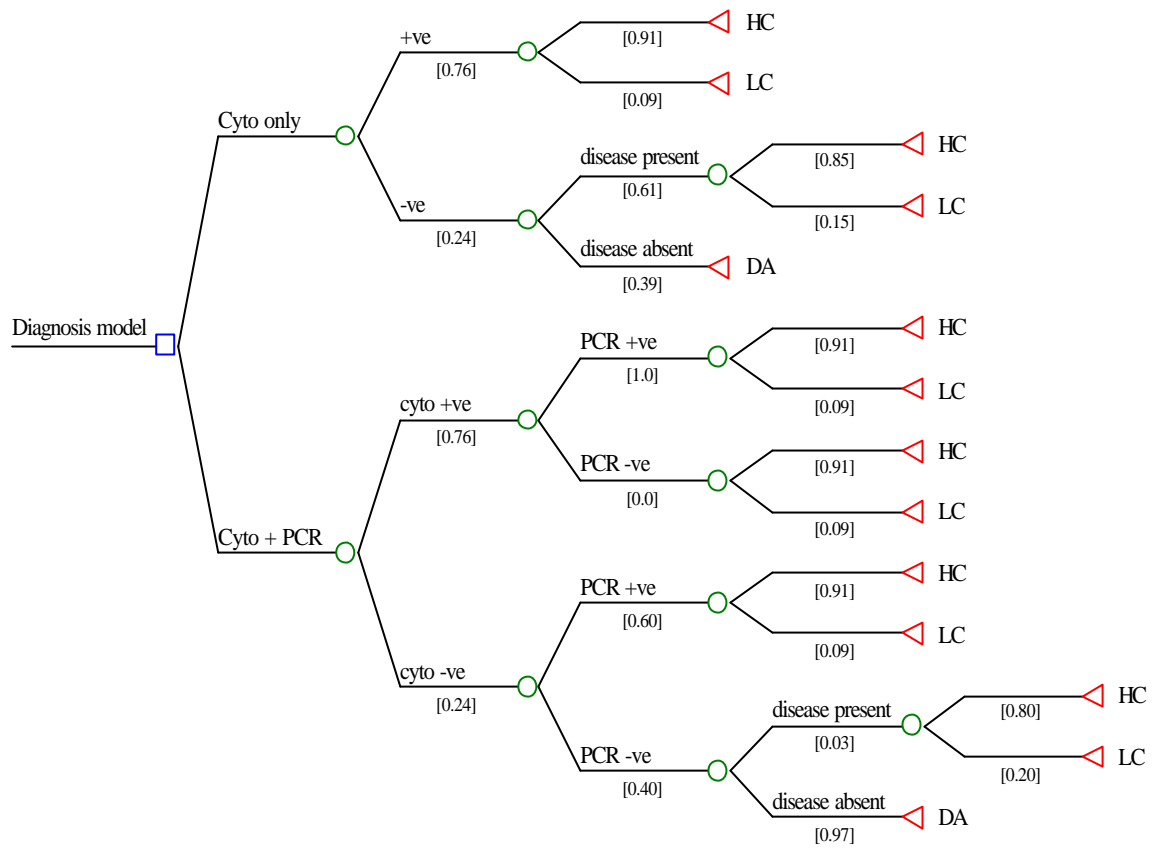 HC
+ve
[0.91]
[0.76]
LC
[0.09]
Cyto only
HC
disease present
[0.85]
[0.61]
-ve
LC
[0.24]
[0.15]
disease absent
DA
[0.39]
Diagnosis model
HC
PCR +ve
[0.91]
[1.0]
LC
cyto +ve
[0.09]
[0.76]
HC
PCR -ve
[0.91]
[0.0]
LC
[0.09]
Cyto + PCR
HC
PCR +ve
[0.91]
[0.60]
LC
[0.09]
cyto -ve
[0.24]
HC
disease present
[0.80]
[0.03]
PCR -ve
LC
[0.40]
[0.20]
disease absent
DA
[0.97]